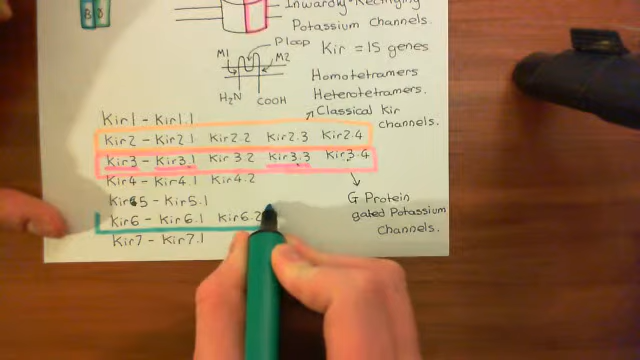 B D
Inwardly-Rectifying
Potassium Channels.
P loop
M1
M2
Kir = 15 genes
H₂N
COOH
Homotetramers
Heterotetramers.
Classical Kir
channels.
Kir1 - Kir1.1
Kir2 - Kir2.1 Kir2.2 Kir2.3 Kir2.4
Kir3 - Kir3.1 Kir3.2 Kir3.3 Kir3.4
Kir4 - Kir4.1 Kir4.2
Kir5 - Kir5.1
Kir6 - Kir6.1 Kir6.2
Kir7 - Kir7.1
G Protein
gated Potassium
Channels.